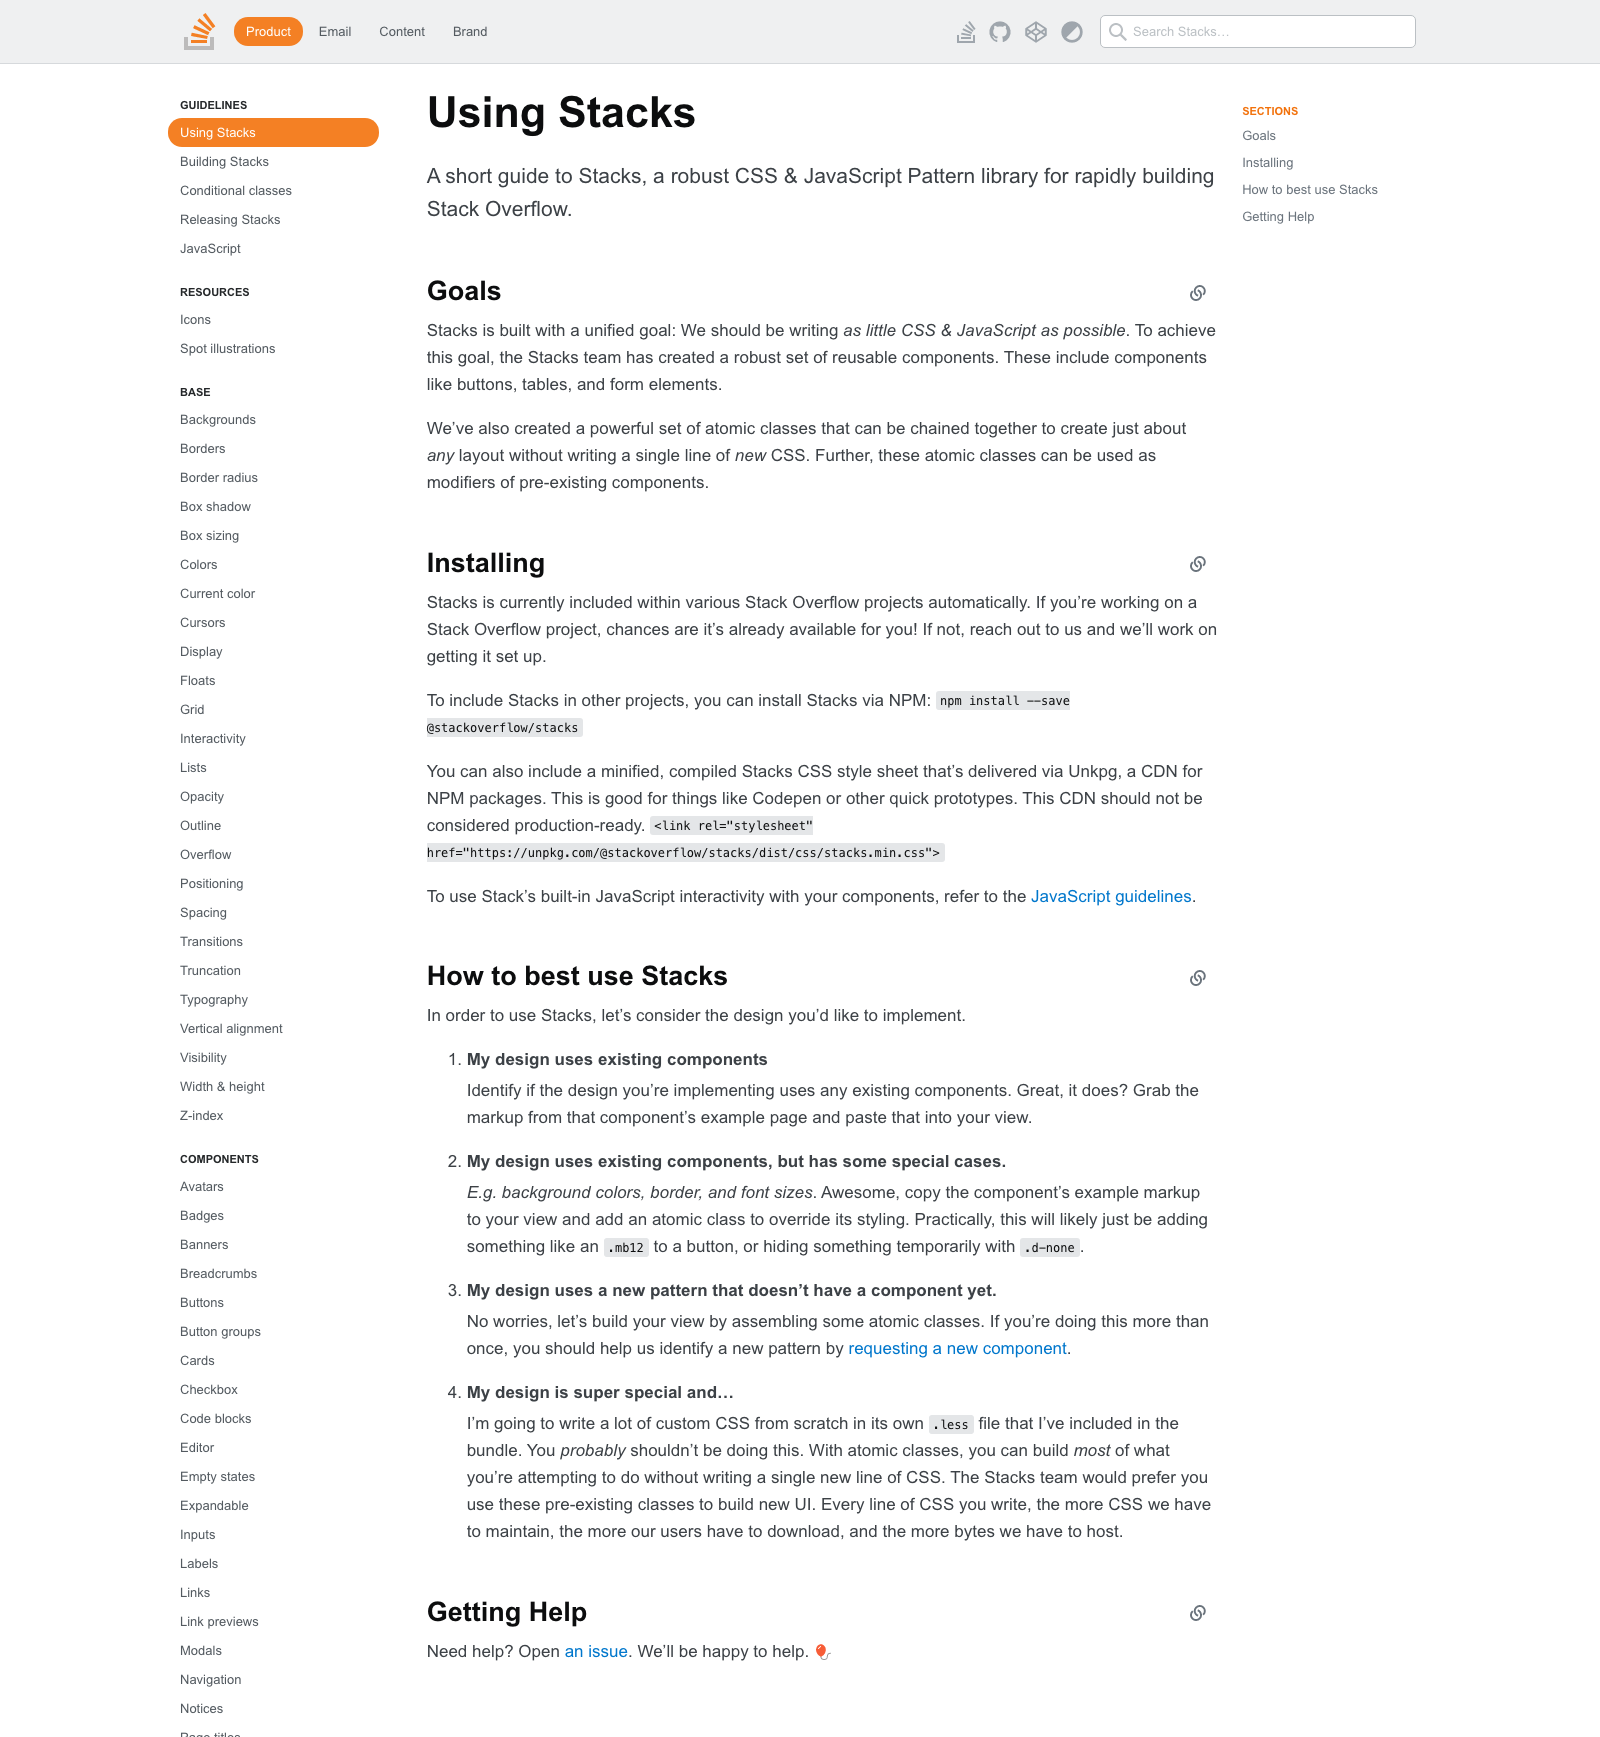 Product
Email
Content
Brand
Search Stacks…
GUIDELINES
Using Stacks
Building Stacks
Conditional classes
Releasing Stacks
JavaScript
RESOURCES
Icons
Spot illustrations
BASE
Backgrounds
Borders
Border radius
Box shadow
Box sizing
Colors
Current color
Cursors
Display
Floats
Grid
Interactivity
Lists
Opacity
Outline
Overflow
Positioning
Spacing
Transitions
Truncation
Typography
Vertical alignment
Visibility
Width & height
Z-index
COMPONENTS
Avatars
Badges
Banners
Breadcrumbs
Buttons
Button groups
Cards
Checkbox
Code blocks
Editor
Empty states
Expandable
Inputs
Labels
Links
Link previews
Modals
Navigation
Notices
Page titles
Using Stacks
A short guide to Stacks, a robust CSS & JavaScript Pattern library for rapidly building
Stack Overflow.
Goals
Stacks is built with a unified goal: We should be writing as little CSS & JavaScript as possible. To achieve
this goal, the Stacks team has created a robust set of reusable components. These include components
like buttons, tables, and form elements.
We’ve also created a powerful set of atomic classes that can be chained together to create just about
any layout without writing a single line of new CSS. Further, these atomic classes can be used as
modifiers of pre-existing components.
Installing
Stacks is currently included within various Stack Overflow projects automatically. If you’re working on a
Stack Overflow project, chances are it’s already available for you! If not, reach out to us and we’ll work on
getting it set up.
To include Stacks in other projects, you can install Stacks via NPM: npm install --save
@stackoverflow/stacks
You can also include a minified, compiled Stacks CSS style sheet that’s delivered via Unkpg, a CDN for
NPM packages. This is good for things like Codepen or other quick prototypes. This CDN should not be
considered production-ready. <link rel="stylesheet"
href="https://unpkg.com/@stackoverflow/stacks/dist/css/stacks.min.css">
To use Stack’s built-in JavaScript interactivity with your components, refer to the JavaScript guidelines.
How to best use Stacks
In order to use Stacks, let’s consider the design you’d like to implement.
1. My design uses existing components
Identify if the design you’re implementing uses any existing components. Great, it does? Grab the
markup from that component’s example page and paste that into your view.
2. My design uses existing components, but has some special cases.
E.g. background colors, border, and font sizes. Awesome, copy the component’s example markup
to your view and add an atomic class to override its styling. Practically, this will likely just be adding
something like an .mb12 to a button, or hiding something temporarily with .d-none.
3. My design uses a new pattern that doesn’t have a component yet.
No worries, let’s build your view by assembling some atomic classes. If you’re doing this more than
once, you should help us identify a new pattern by requesting a new component.
4. My design is super special and…
I’m going to write a lot of custom CSS from scratch in its own .less file that I’ve included in the
bundle. You probably shouldn’t be doing this. With atomic classes, you can build most of what
you’re attempting to do without writing a single new line of CSS. The Stacks team would prefer you
use these pre-existing classes to build new UI. Every line of CSS you write, the more CSS we have
to maintain, the more our users have to download, and the more bytes we have to host.
Getting Help
Need help? Open an issue. We’ll be happy to help. 🎈
SECTIONS
Goals
Installing
How to best use Stacks
Getting Help